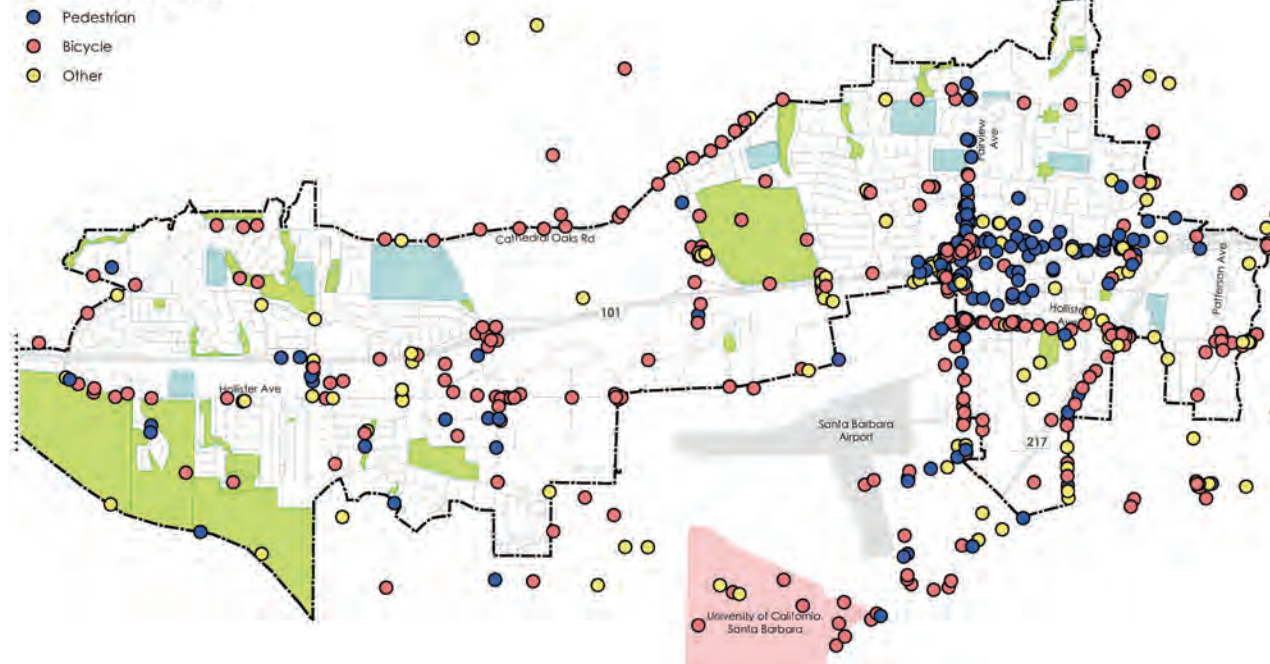 Pedestrian
Bicycle
Other
Fairview
Ave
Cathedral Oaks Rd
Patterson Ave
101
Hollister
Ave
Hollister Ave
Santa Barbara
Airport
217
University of California,
Santa Barbara